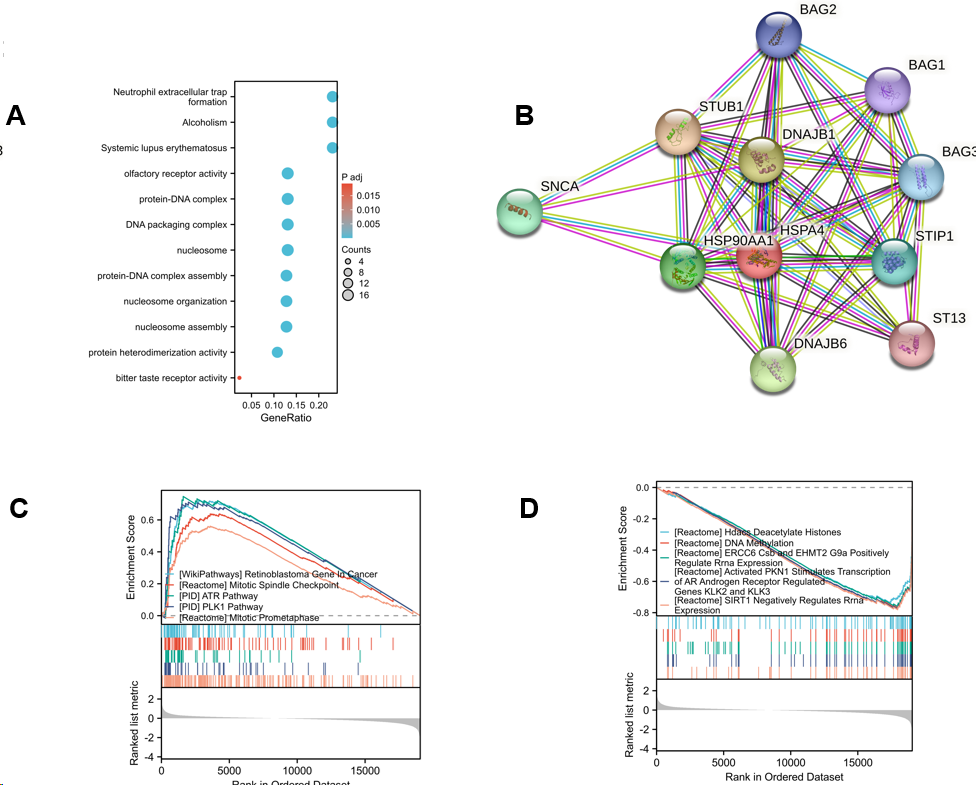 A
Neutrophil extracellular trap
formation
Alcoholism
Systemic lupus erythematosus
olfactory receptor activity
protein-DNA complex
DNA packaging complex
nucleosome
protein-DNA complex assembly
nucleosome organization
nucleosome assembly
protein heterodimerization activity
bitter taste receptor activity
0.05 0.10 0.15 0.20
GeneRatio
P adj
0.015
0.010
0.005
Counts
4
8
12
16
B
BAG2
BAG1
STUB1
DNAJB1
BAG3
SNCA
HSP90AA1
HSPA4
STIP1
ST13
DNAJB6
C
Enrichment Score
0.6
0.4
0.2
0.0
[WikiPathways] Retinoblastoma Gene In Cancer
[Reactome] Mitotic Spindle Checkpoint
[PID] ATR Pathway
[PID] PLK1 Pathway
[Reactome] Mitotic Prometaphase
Ranked list metric
2
0
-2
-4
0 5000 10000 15000
Rank in Ordered Dataset
D
Enrichment Score
0.0
-0.2
-0.4
-0.6
-0.8
[Reactome] Hdacs Deacetylate Histones
[Reactome] DNA Methylation
[Reactome] ERCC6 Csb and EHMT2 G9a Positively
Regulate Rrna Expression
[Reactome] Activated PKN1 Stimulates Transcription
of AR Androgen Receptor Regulated
Genes KLK2 and KLK3
[Reactome] SIRT1 Negatively Regulates Rrna
Expression
Ranked list metric
2
0
-2
-4
0 5000 10000 15000
Rank in Ordered Dataset